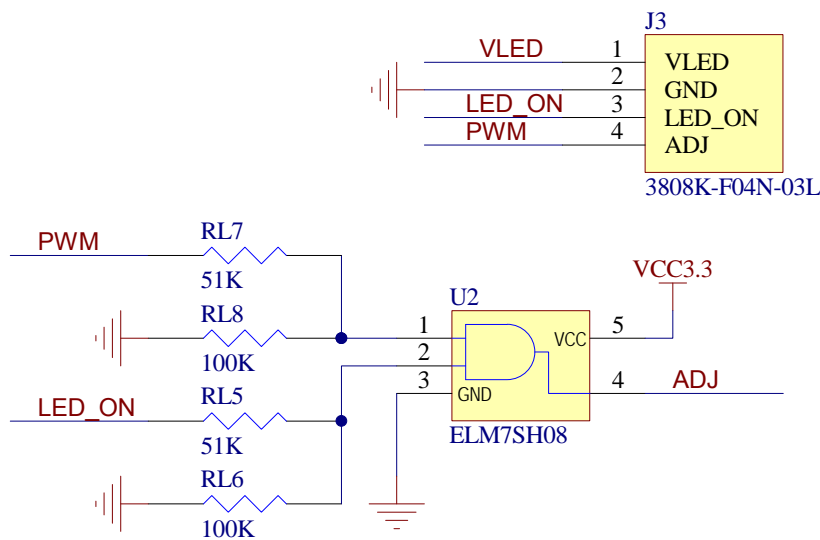 J3
VLED 1 VLED
2 GND
LED_ON 3 LED_ON
PWM 4 ADJ
3808K-F04N-03L
PWM RL7
51K
VCC3.3
RL8
100K
U2
1
2
3 GND
VCC 5
4 ADJ
ELM7SH08
LED_ON RL5
51K
RL6
100K